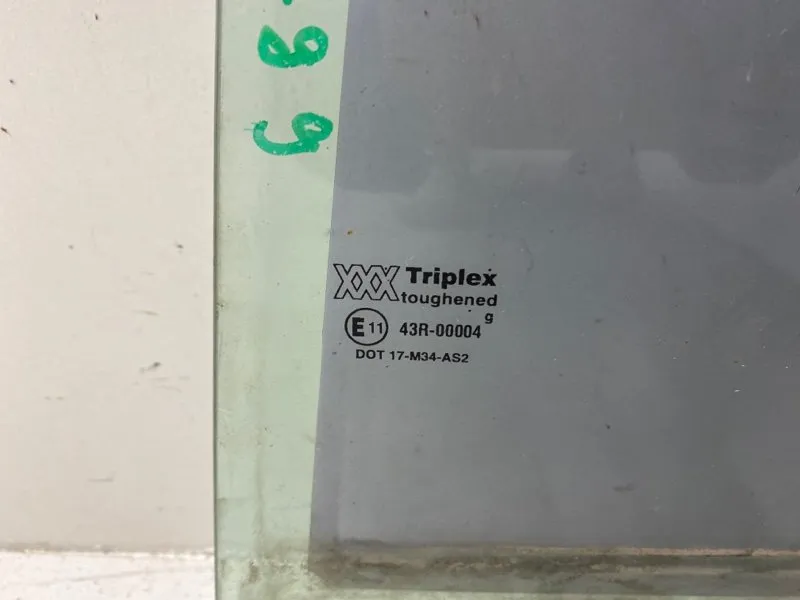 XXX Triplex
toughened
g
E 11 43R-00004
DOT 17-M34-AS2